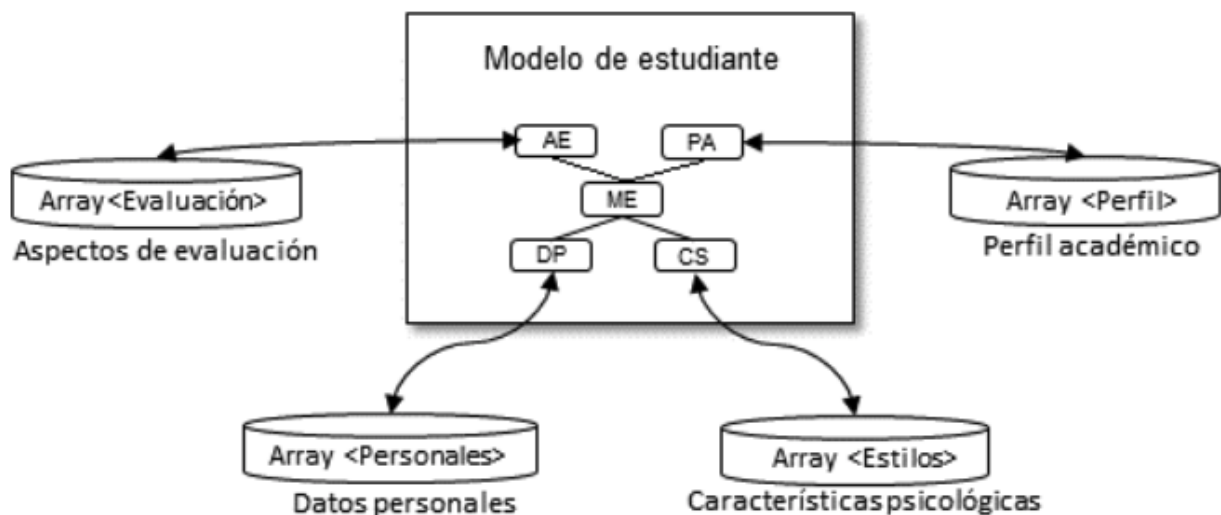 Modelo de estudiante
AE
PA
Array <Evaluación>
Aspectos de evaluación
ME
Array <Perfil>
Perfil académico
DP
CS
Array <Personales>
Datos personales
Array <Estilos>
Características psicológicas